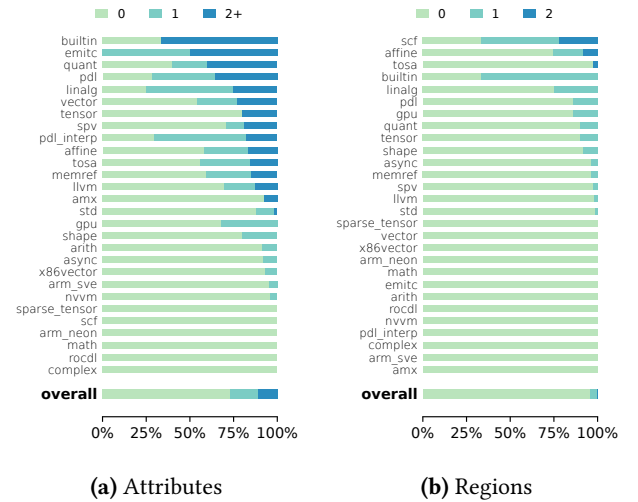 0 1 2+
builtin
emitc
quant
pdl
linalg
vector
tensor
spv
pdl_interp
affine
tosa
memref
llvm
amx
std
gpu
shape
arith
async
x86vector
arm_sve
nvvm
sparse_tensor
scf
arm_neon
math
rocdl
complex
overall
0% 25% 50% 75% 100%
(a) Attributes
0 1 2
scf
affine
tosa
builtin
linalg
pdl
gpu
quant
tensor
shape
async
memref
spv
llvm
std
sparse_tensor
vector
x86vector
arm_neon
math
emitc
arith
rocdl
nvvm
pdl_interp
complex
arm_sve
amx
overall
0% 25% 50% 75% 100%
(b) Regions